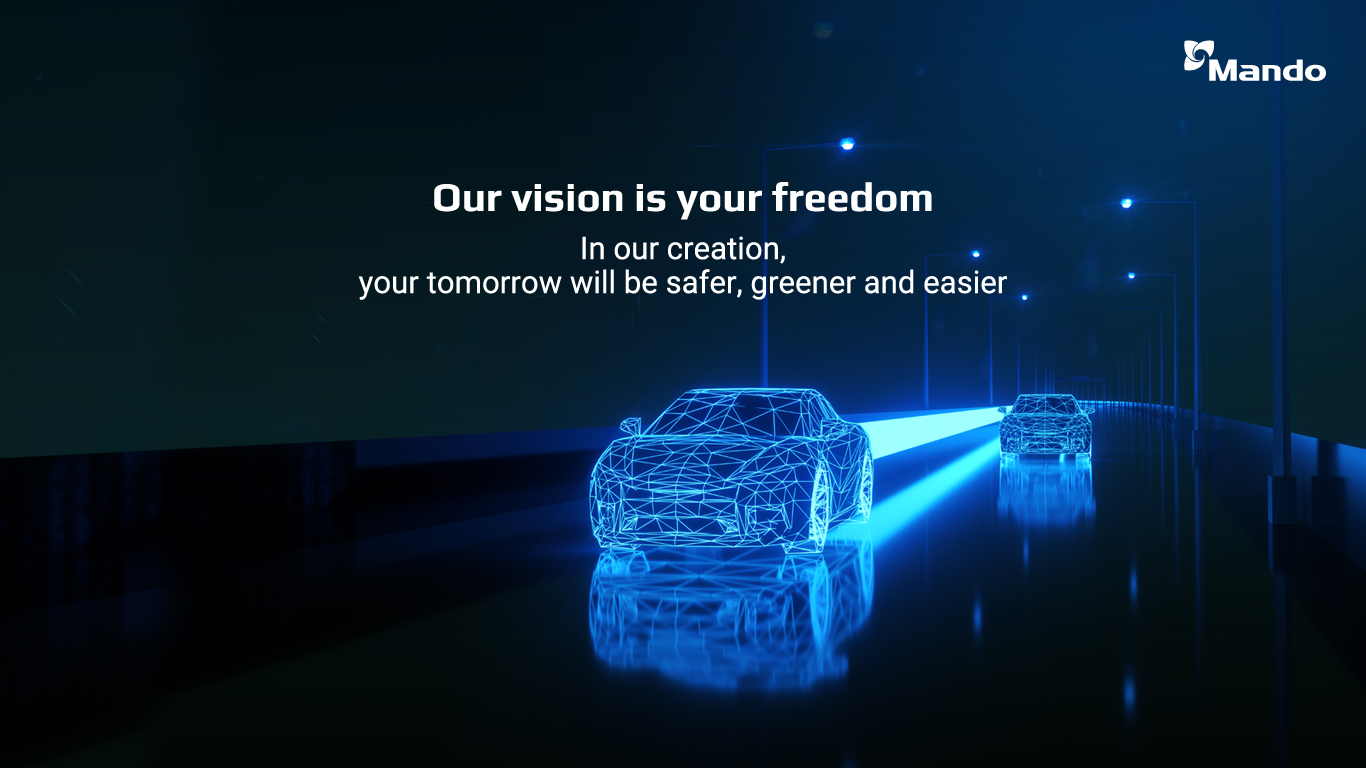 Mando
Our vision is your freedom
In our creation,
your tomorrow will be safer, greener and easier